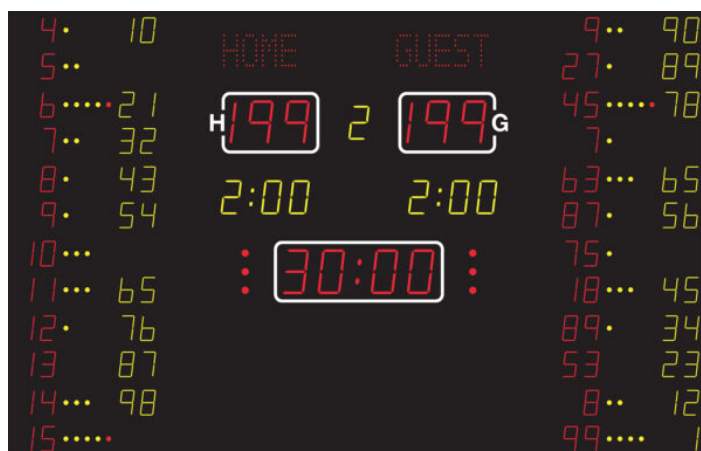 4 10 HOME GUEST 9 90
5 27 89
6 21 H 199 2 199 G 45 78
7 32 7
8 43 2:00 2:00 63 65
9 54 87 56
10 30:00 75
11 65 18 45
12 76 89 34
13 87 53 23
14 98 8 12
15 99 1